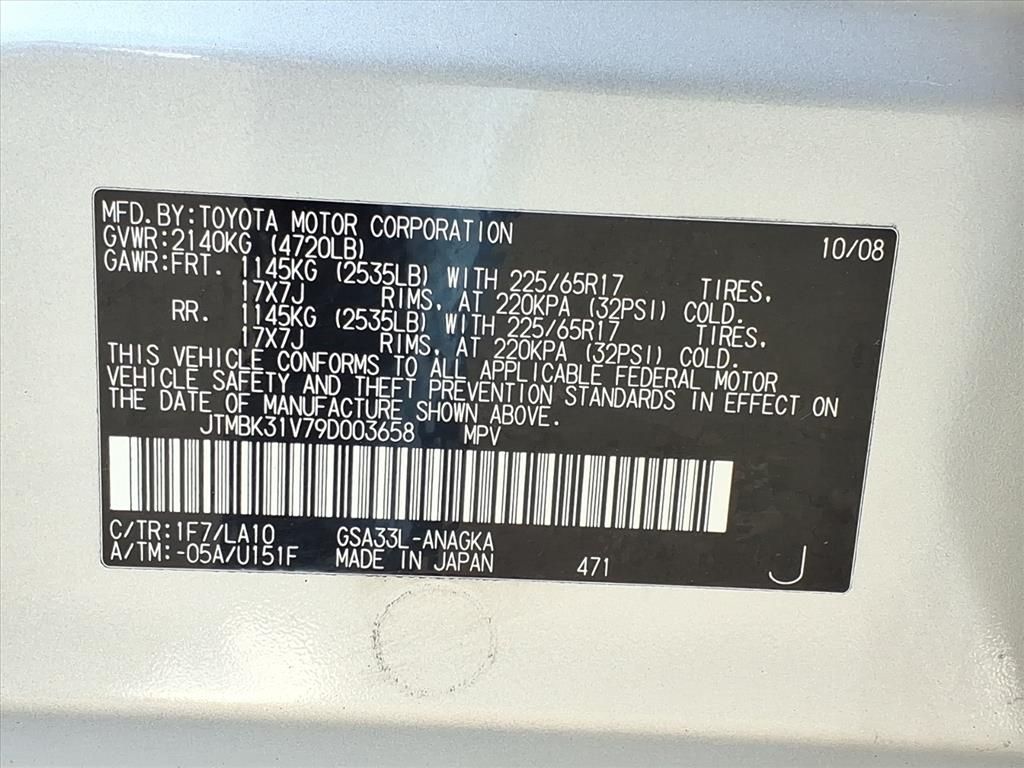 MFD.BY:TOYOTA MOTOR CORPORATION 10/08
GVWR:2140KG (4720LB)
GAWR:FRT. 1145KG (2535LB) WITH 225/65R17 TIRES,
17X7J RIMS, AT 220KPA (32PSI) COLD.
RR. 1145KG (2535LB) WITH 225/65R17 TIRES,
17X7J RIMS, AT 220KPA (32PSI) COLD.
THIS VEHICLE CONFORMS TO ALL APPLICABLE FEDERAL MOTOR
VEHICLE SAFETY AND THEFT PREVENTION STANDARDS IN EFFECT ON
THE DATE OF MANUFACTURE SHOWN ABOVE.
JTMBK31V79D003658 MPV
C/TR:1F7/LA10 GSA33L-ANAGKA
A/TM:-05A/U151F MADE IN JAPAN 471 J